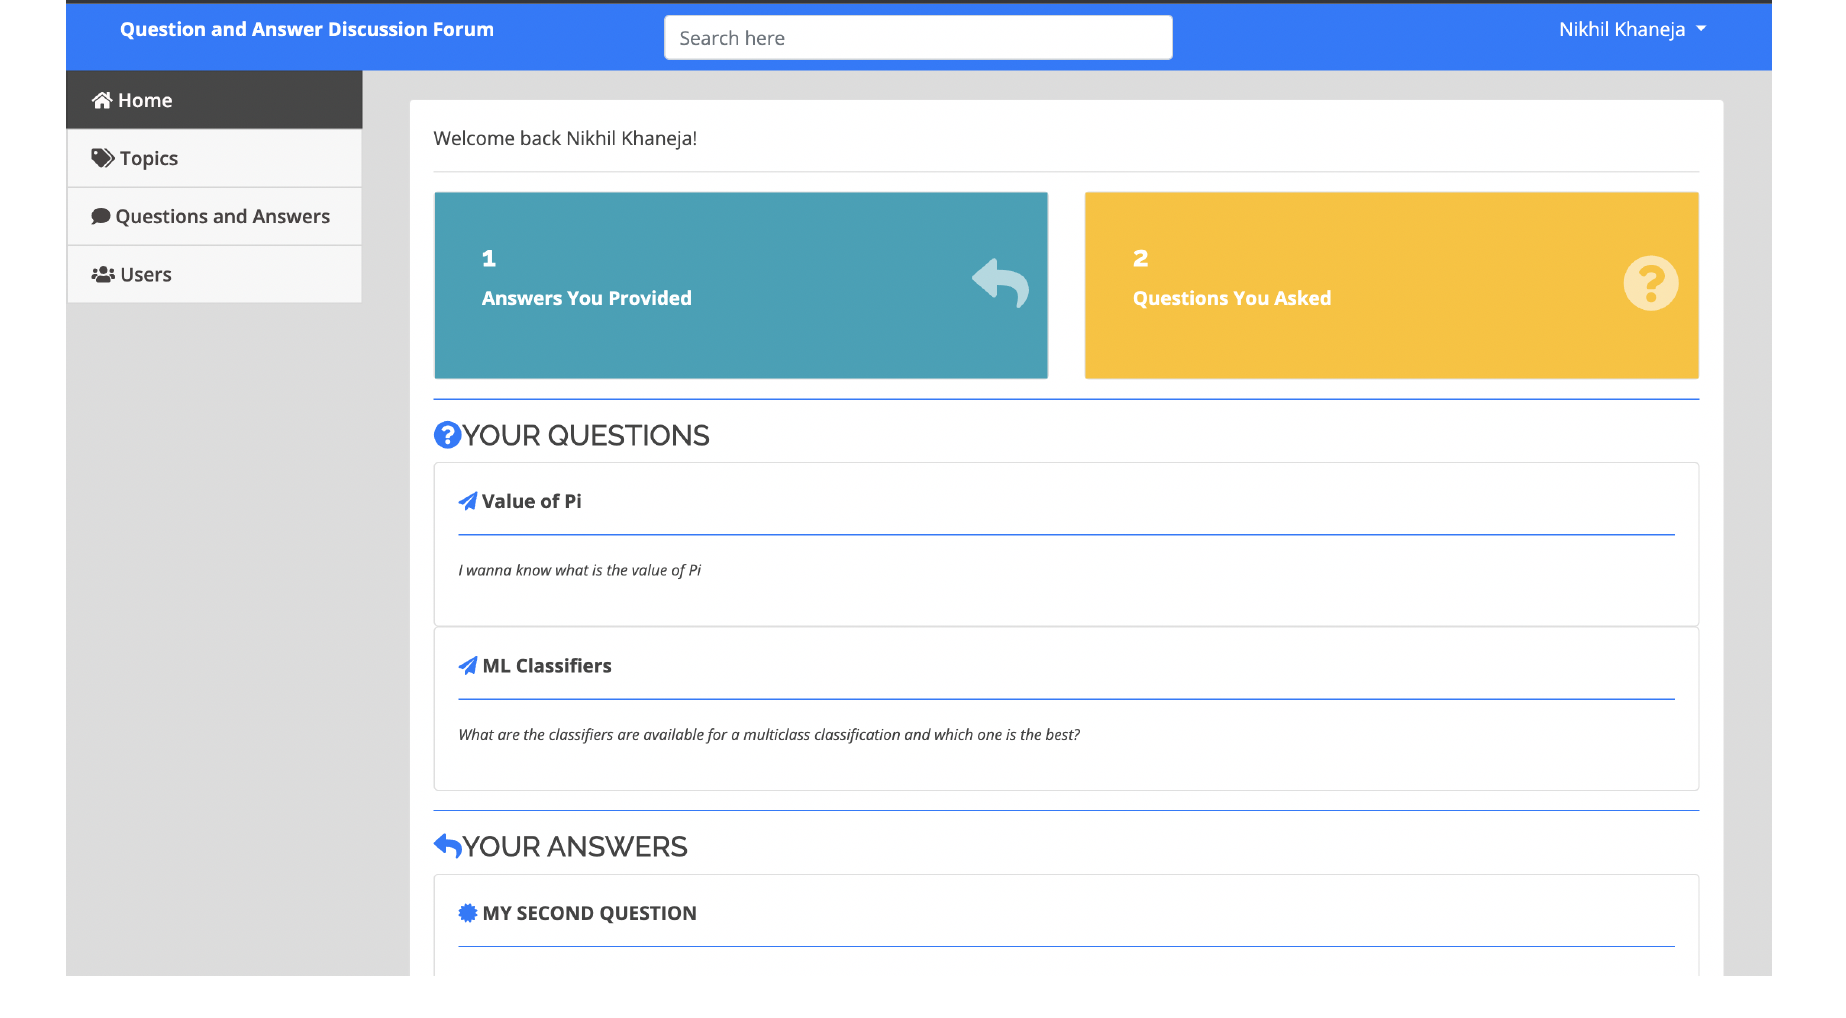 Question and Answer Discussion Forum
Search here
Nikhil Khaneja
Home
Topics
Questions and Answers
Users
Welcome back Nikhil Khaneja!
1
Answers You Provided
2
Questions You Asked
YOUR QUESTIONS
Value of Pi
I wanna know what is the value of Pi
ML Classifiers
What are the classifiers are available for a multiclass classification and which one is the best?
YOUR ANSWERS
MY SECOND QUESTION